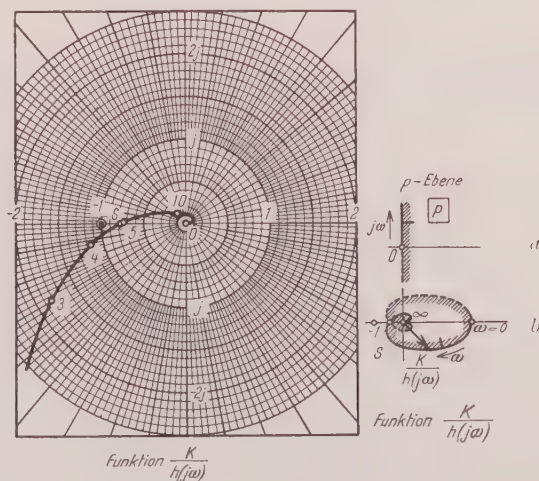 2j
j
-2
-1
S
10
1
2
5
0
4
3
j
-2j
Funktion K/h(jω)
p-Ebene
p
jω
0
∞
-1
ω=0
S
ω
K/h(jω)
Funktion K/h(jω)